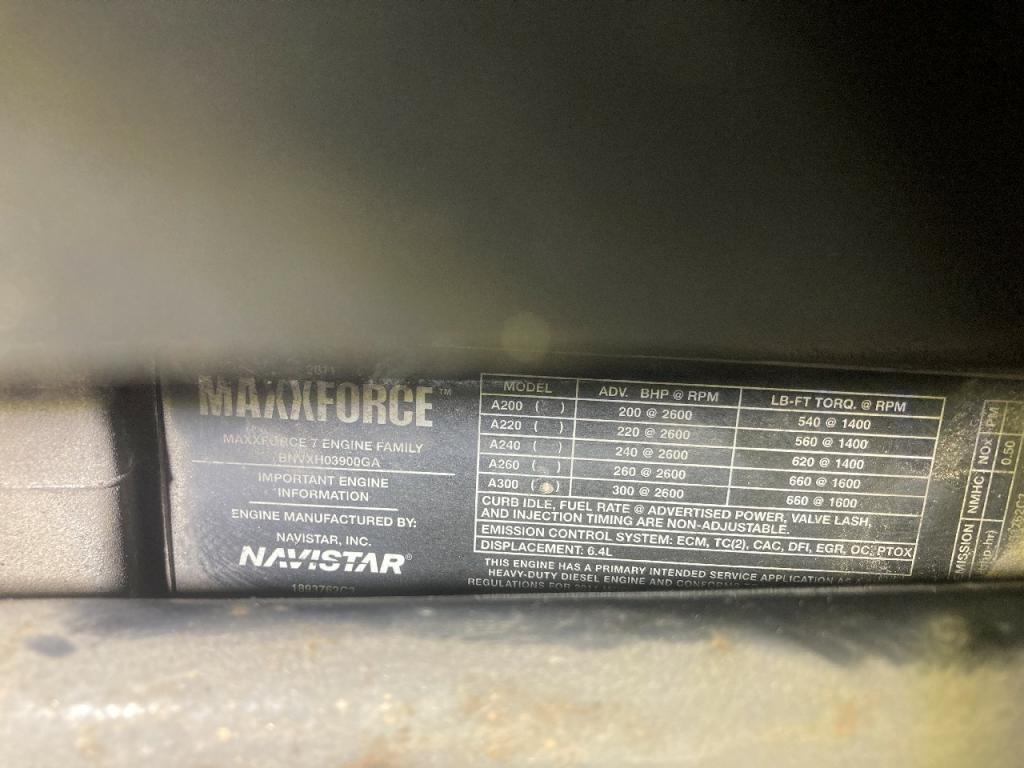 2011
MAXXFORCE™
MAXXFORCE 7 ENGINE FAMILY
BNVXH03900GA
IMPORTANT ENGINE
INFORMATION
ENGINE MANUFACTURED BY:
NAVISTAR, INC.
NAVISTAR®
MODEL ADV. BHP @ RPM LB-FT TORQ. @ RPM
A200 ( ) 200 @ 2600 540 @ 1400
A220 ( ) 220 @ 2600 560 @ 1400
A240 ( ) 240 @ 2600 620 @ 1400
A260 ( ) 260 @ 2600 660 @ 1600
A300 ( ) 300 @ 2600 660 @ 1600
CURB IDLE, FUEL RATE @ ADVERTISED POWER, VALVE LASH,
AND INJECTION TIMING ARE NON-ADJUSTABLE.
EMISSION CONTROL SYSTEM: ECM, TC(2), CAC, DFI, EGR, OC, PTOX
DISPLACEMENT: 6.4L
THIS ENGINE HAS A PRIMARY INTENDED SERVICE APPLICATION AS A
HEAVY-DUTY DIESEL ENGINE AND
REGULATIONS FOR
EMISSION NMHC NOX PM
0.50